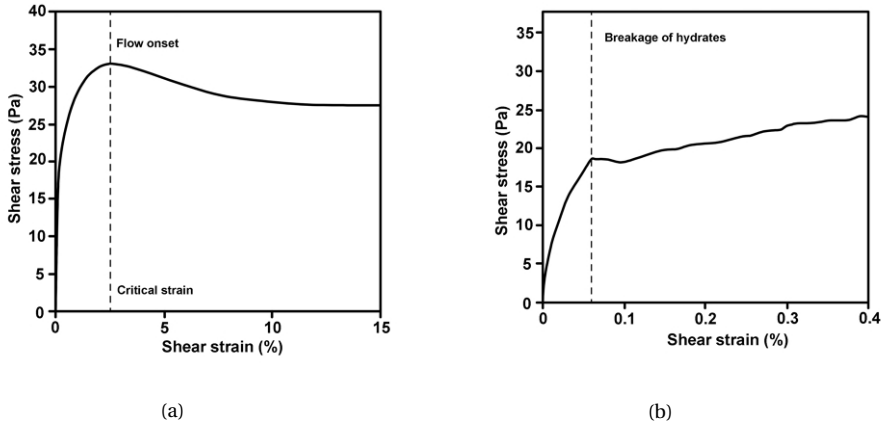 40
35
30
25
20
15
10
5
0
Shear stress (Pa)
Flow onset
Critical strain
0 5 10 15
Shear strain (%)
(a)
35
30
25
20
15
10
5
0
Shear stress (Pa)
Breakage of hydrates
0 0.1 0.2 0.3 0.4
Shear strain (%)
(b)